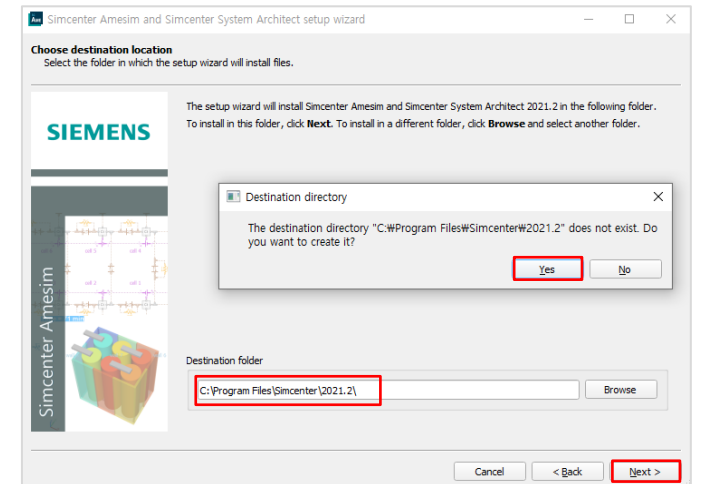 Simcenter Amesim and Simcenter System Architect setup wizard
Choose destination location
Select the folder in which the setup wizard will install files.
The setup wizard will install Simcenter Amesim and Simcenter System Architect 2021.2 in the following folder.
To install in this folder, click Next. To install in a different folder, click Browse and select another folder.
SIEMENS
Destination directory
The destination directory "C:₩Program Files₩Simcenter₩2021.2" does not exist. Do
you want to create it?
Yes
No
Simcenter Amesim
Destination folder
C:\Program Files\Simcenter\2021.2\
Browse
Cancel
< Back
Next >